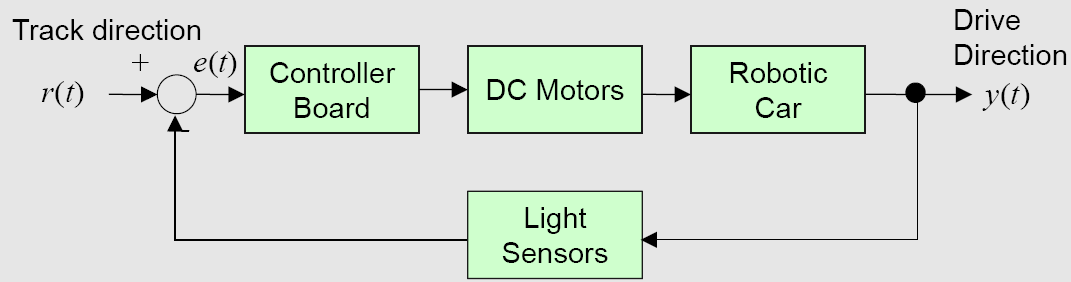 Track direction
+
r(t)
e(t)
Controller
Board
DC Motors
Robotic
Car
Drive
Direction
y(t)
-
Light
Sensors